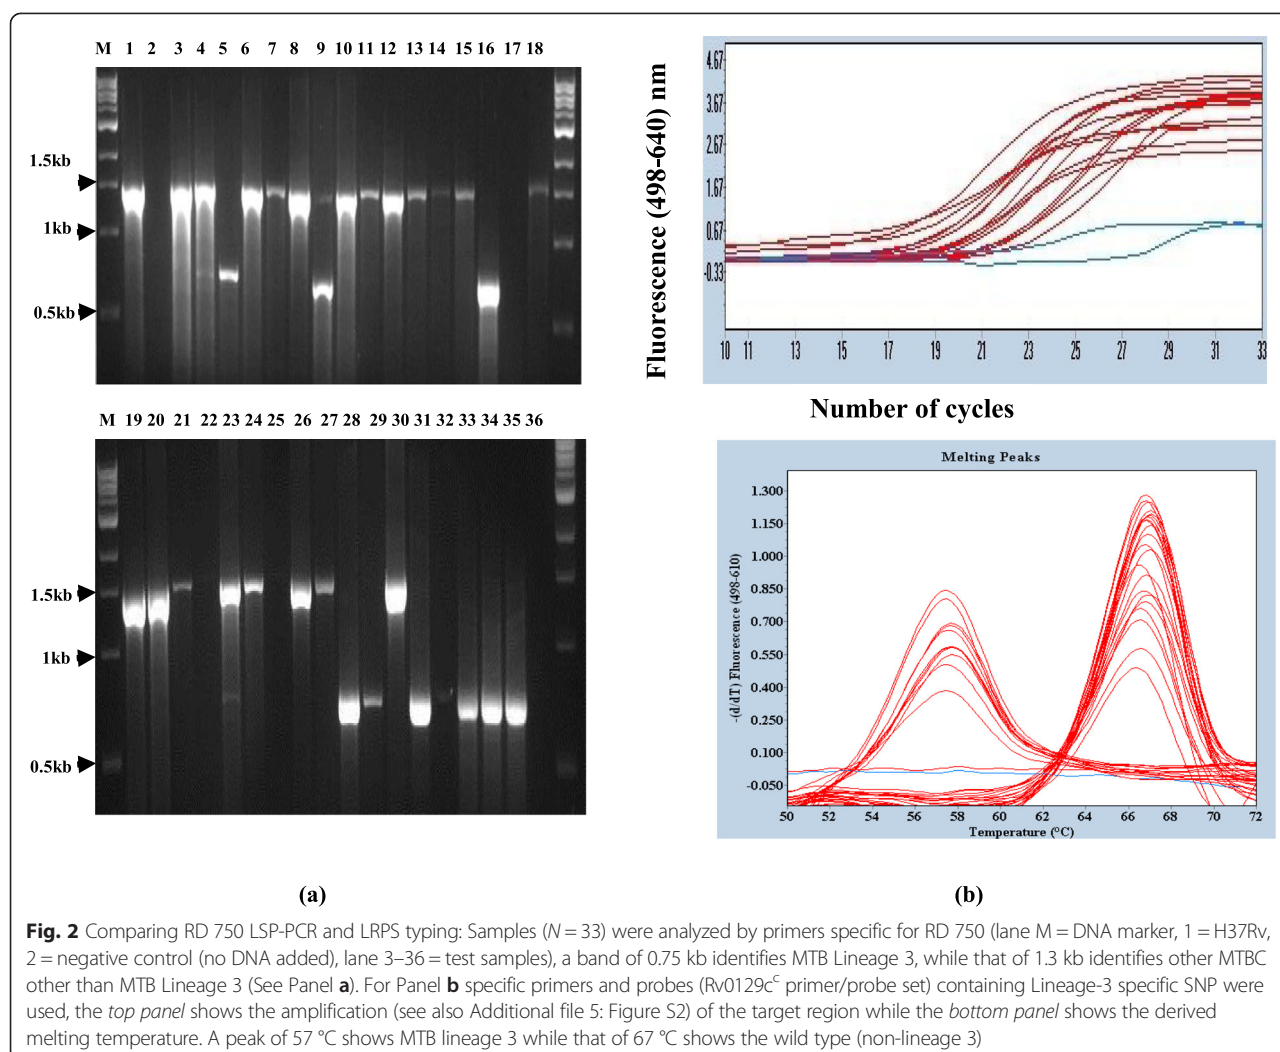 M 1 2 3 4 5 6 7 8 9 10 11 12 13 14 15 16 17 18
1.5kb
1kb
0.5kb
M 19 20 21 22 23 24 25 26 27 28 29 30 31 32 33 34 35 36
1.5kb
1kb
0.5kb
(a)
Fluorescence (498-640) nm
4.67
3.67
2.67
1.67
0.67
-0.33
10 11 13 15 17 19 21 23 25 27 29 31 33
Number of cycles
Melting Peaks
-(d/dT) Fluorescence (498-610)
1.300
1.150
1.000
0.850
0.700
0.550
0.400
0.250
0.100
-0.050
50 52 54 56 58 60 62 64 66 68 70 72
Temperature (°C)
(b)
Fig. 2 Comparing RD 750 LSP-PCR and LRPS typing: Samples (N = 33) were analyzed by primers specific for RD 750 (lane M = DNA marker, 1 = H37Rv,
2 = negative control (no DNA added), lane 3–36 = test samples), a band of 0.75 kb identifies MTB Lineage 3, while that of 1.3 kb identifies other MTBC
other than MTB Lineage 3 (See Panel a). For Panel b specific primers and probes (Rv0129cᶜ primer/probe set) containing Lineage-3 specific SNP were
used, the top panel shows the amplification (see also Additional file 5: Figure S2) of the target region while the bottom panel shows the derived
melting temperature. A peak of 57 °C shows MTB lineage 3 while that of 67 °C shows the wild type (non-lineage 3)